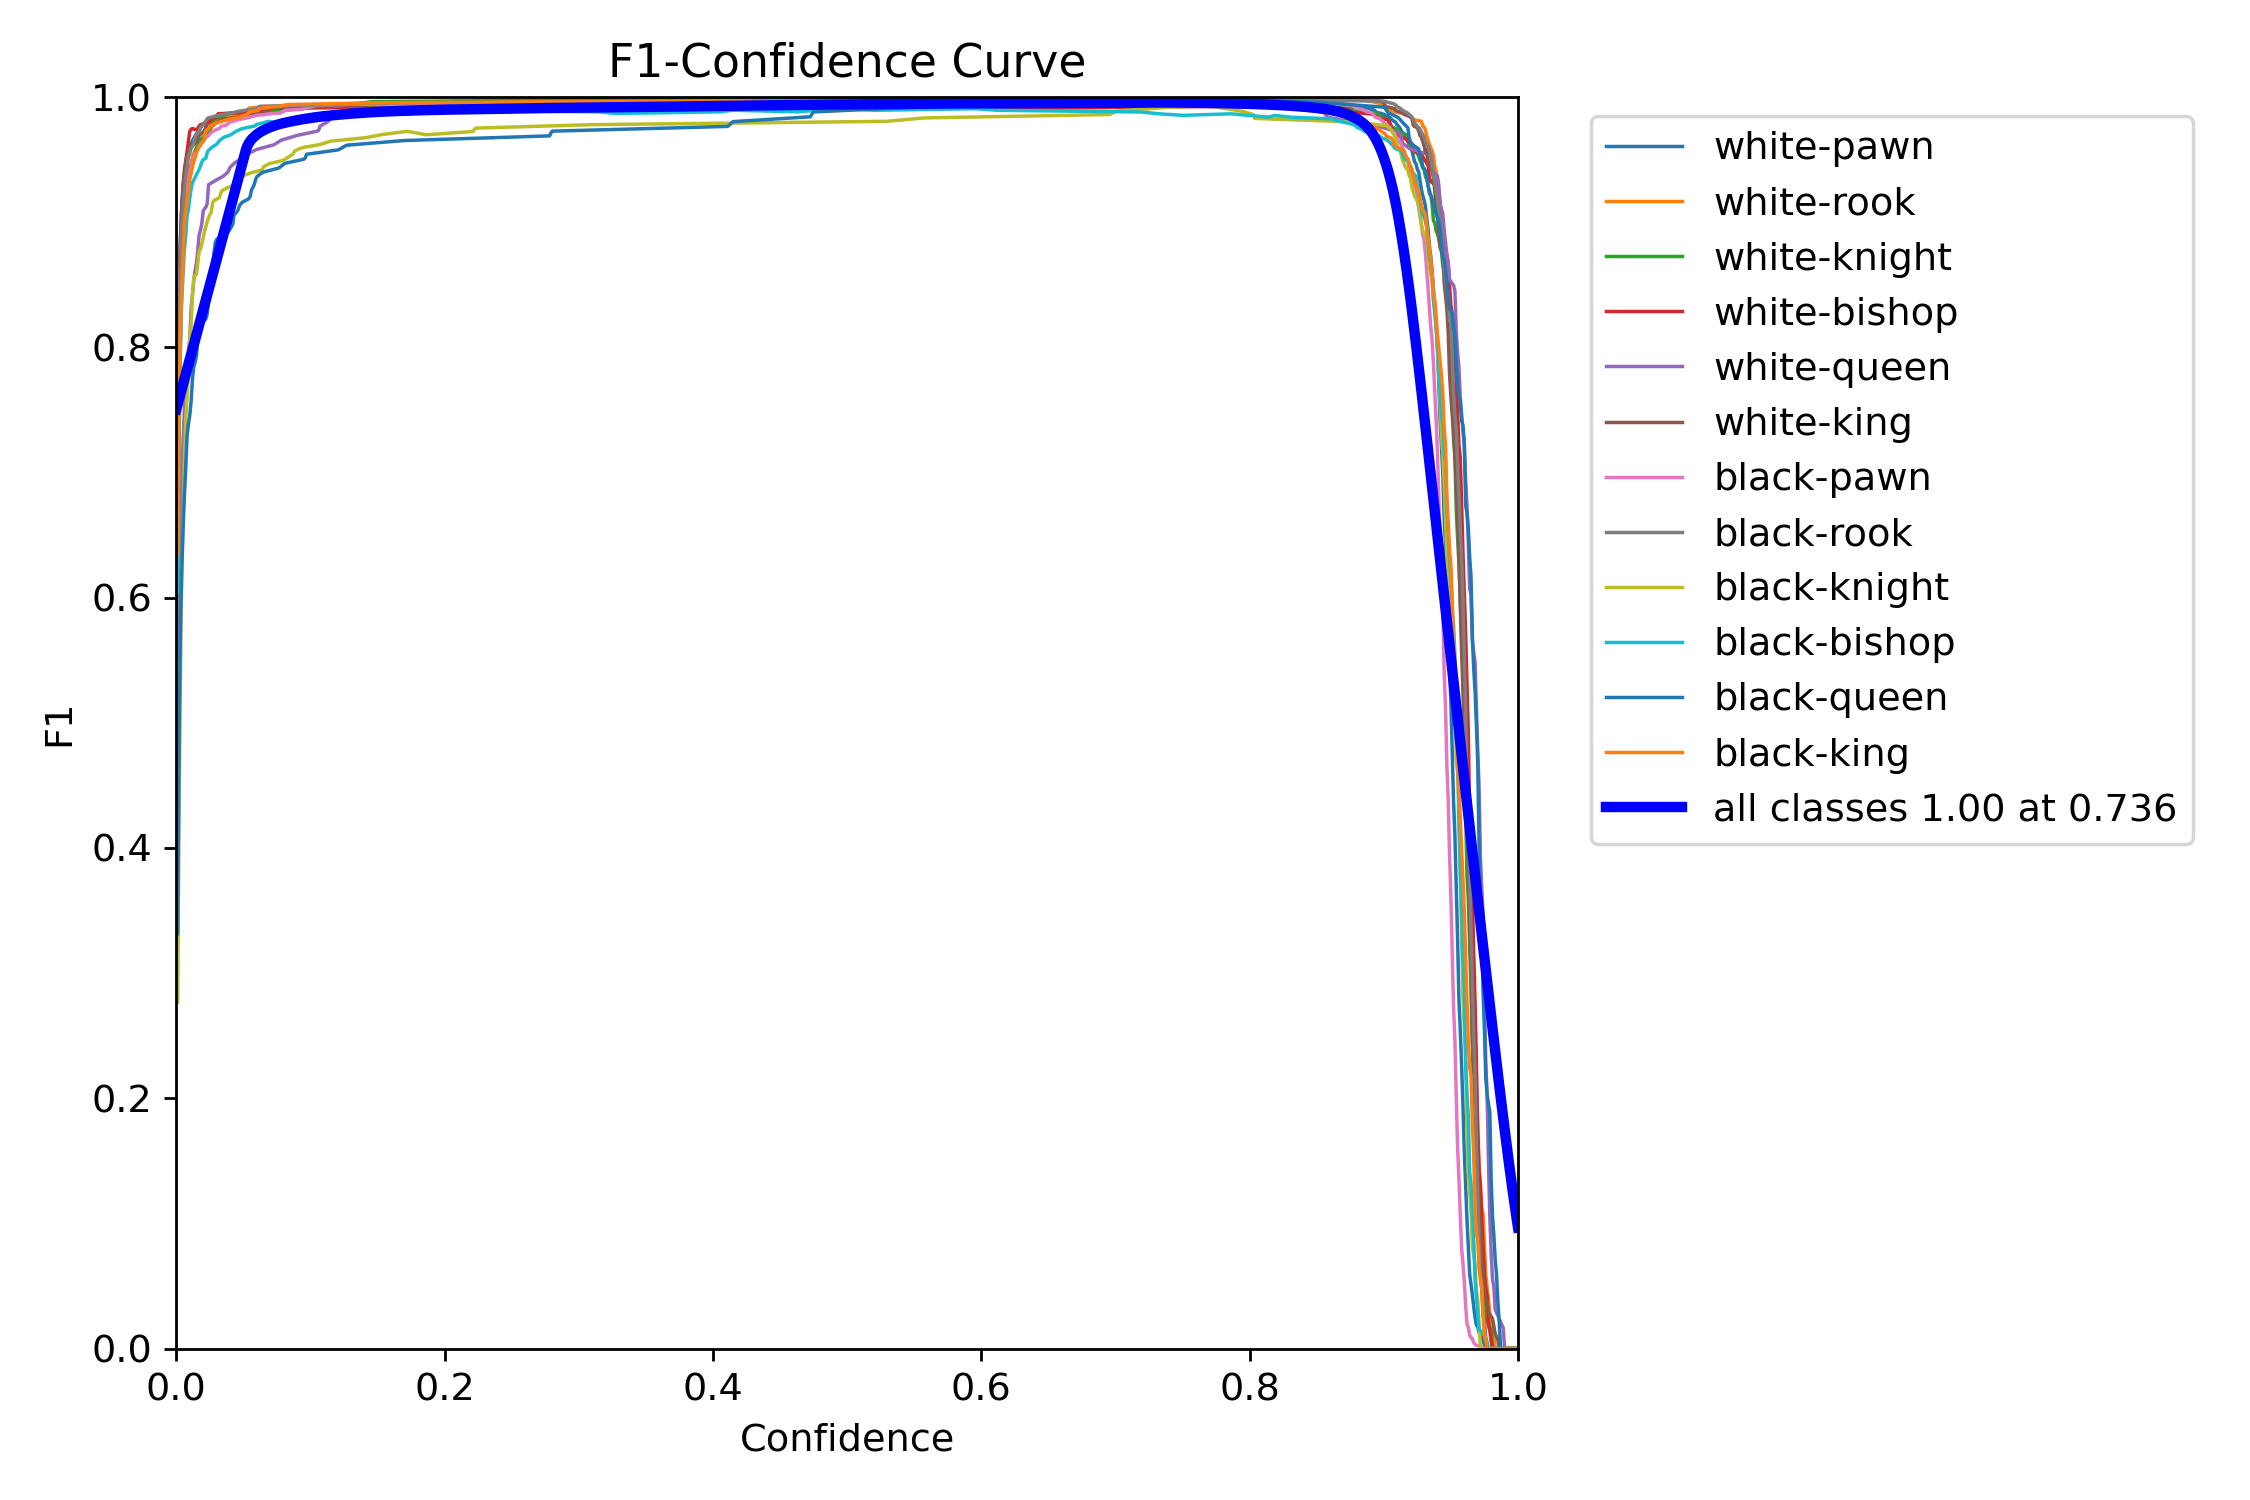 F1-Confidence Curve
1.0
0.8
0.6
0.4
0.2
0.0
F1
0.0 0.2 0.4 0.6 0.8 1.0
Confidence
white-pawn
white-rook
white-knight
white-bishop
white-queen
white-king
black-pawn
black-rook
black-knight
black-bishop
black-queen
black-king
all classes 1.00 at 0.736